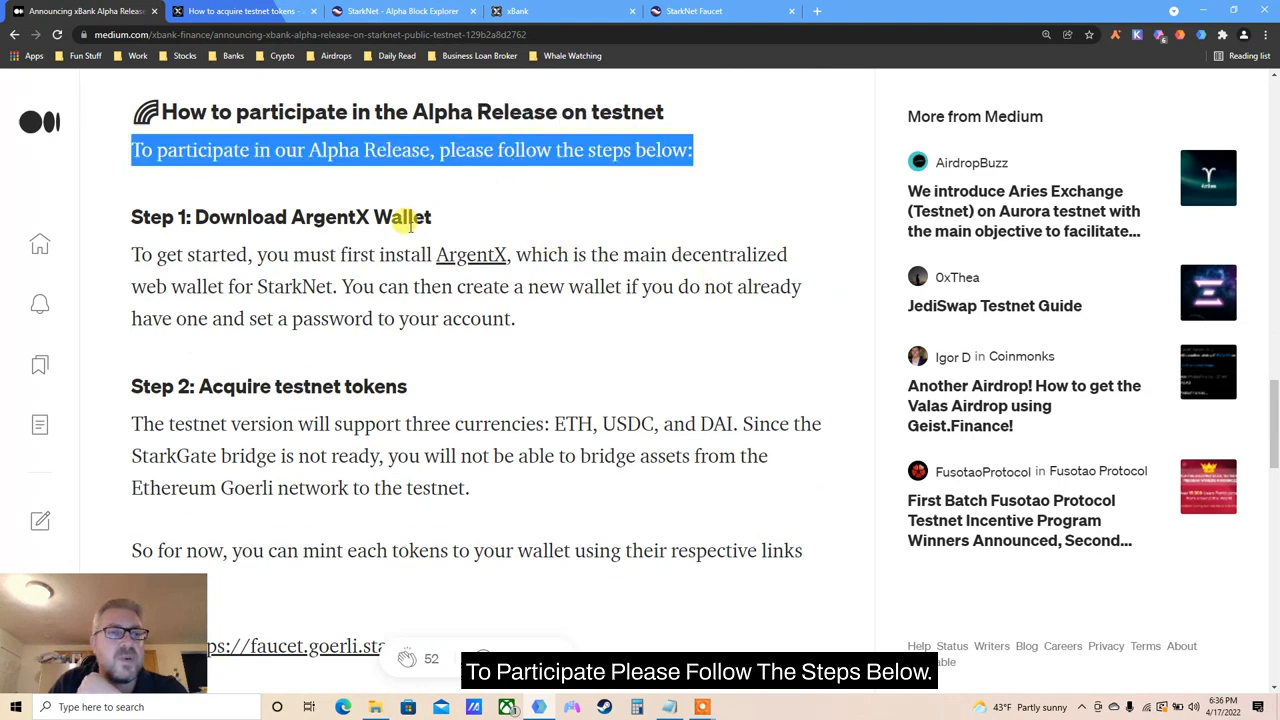 Announcing xBank Alpha Release
How to acquire testnet tokens -
StarkNet - Alpha Block Explorer
xBank
StarkNet Faucet
medium.com/xbank-finance/announcing-xbank-alpha-release-on-starknet-public-testnet-129b2a8d2762
Apps
Fun Stuff
Work
Stocks
Banks
Crypto
Airdrops
Daily Read
Business Loan Broker
Whale Watching
Reading list
How to participate in the Alpha Release on testnet
To participate in our Alpha Release, please follow the steps below:
Step 1: Download ArgentX Wallet
To get started, you must first install ArgentX, which is the main decentralized
web wallet for StarkNet. You can then create a new wallet if you do not already
have one and set a password to your account.
Step 2: Acquire testnet tokens
The testnet version will support three currencies: ETH, USDC, and DAI. Since the
StarkGate bridge is not ready, you will not be able to bridge assets from the
Ethereum Goerli network to the testnet.
So for now, you can mint each tokens to your wallet using their respective links
ps://faucet.goerli.sta
52
More from Medium
AirdropBuzz
We introduce Aries Exchange
(Testnet) on Aurora testnet with
the main objective to facilitate...
0xThea
JediSwap Testnet Guide
Igor D in Coinmonks
Another Airdrop! How to get the
Valas Airdrop using
Geist.Finance!
FusotaoProtocol in Fusotao Protocol
First Batch Fusotao Protocol
Testnet Incentive Program
Winners Announced, Second...
Help Status Writers Blog Careers Privacy Terms About
able
To Participate Please Follow The Steps Below.
Type here to search
43°F Partly sunny
6:36 PM
4/17/2022